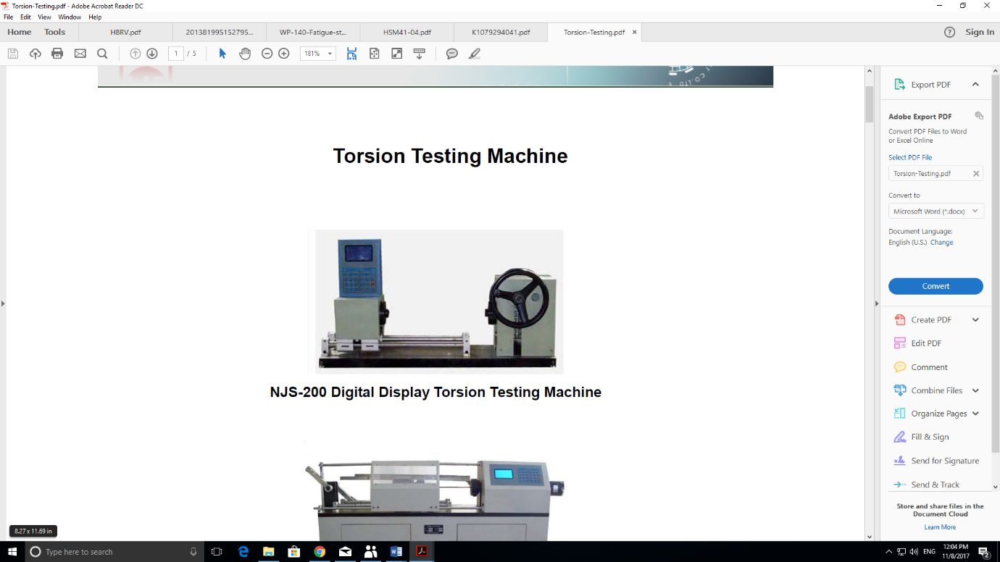 Torsion-Testing.pdf - Adobe Acrobat Reader DC
File Edit View Window Help
Home Tools HBRV.pdf 201381995152795... WP-140-Fatigue-st... HSM41-04.pdf K1079294041.pdf Torsion-Testing.pdf × Sign In
1 / 5 181%
Export PDF
Adobe Export PDF
Convert PDF Files to Word
or Excel Online
Select PDF File
Torsion-Testing.pdf
Convert to
Microsoft Word (*.docx)
Document Language:
English (U.S.) Change
Convert
Create PDF
Edit PDF
Comment
Combine Files
Organize Pages
Fill & Sign
Send for Signature
Send & Track
Store and share files in the
Document Cloud
Learn More
Torsion Testing Machine
NJS-200 Digital Display Torsion Testing Machine
8.27 x 11.69 in
Type here to search
ENG
12:04 PM
11/8/2017
2